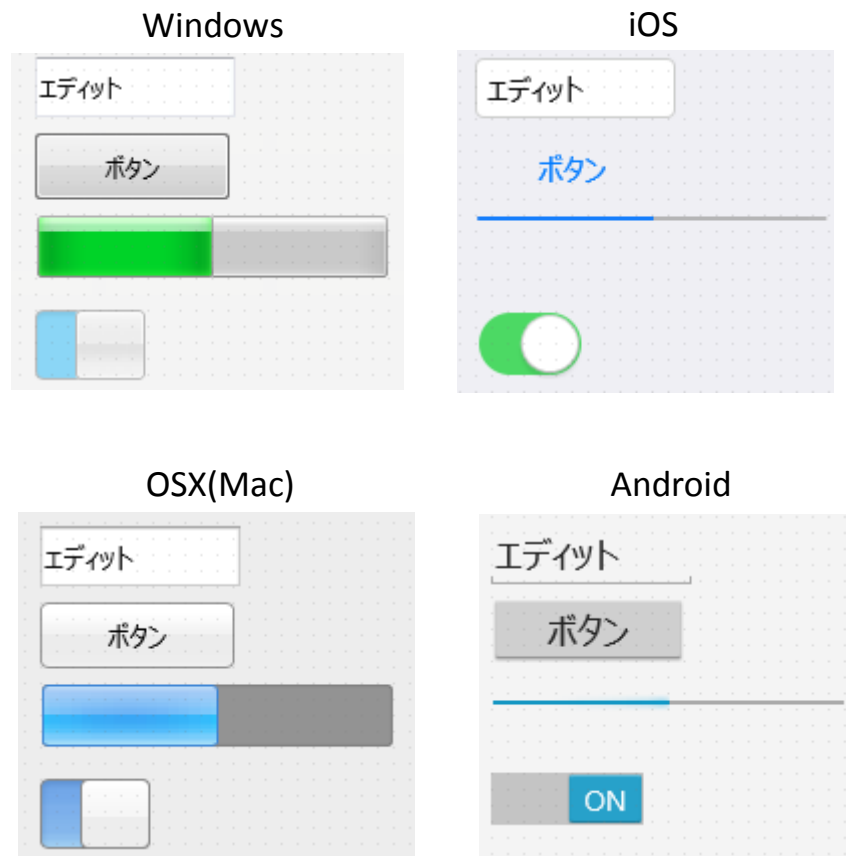 Windows
エディット
ボタン
iOS
エディット
ボタン
OSX(Mac)
エディット
ボタン
Android
エディット
ボタン
ON